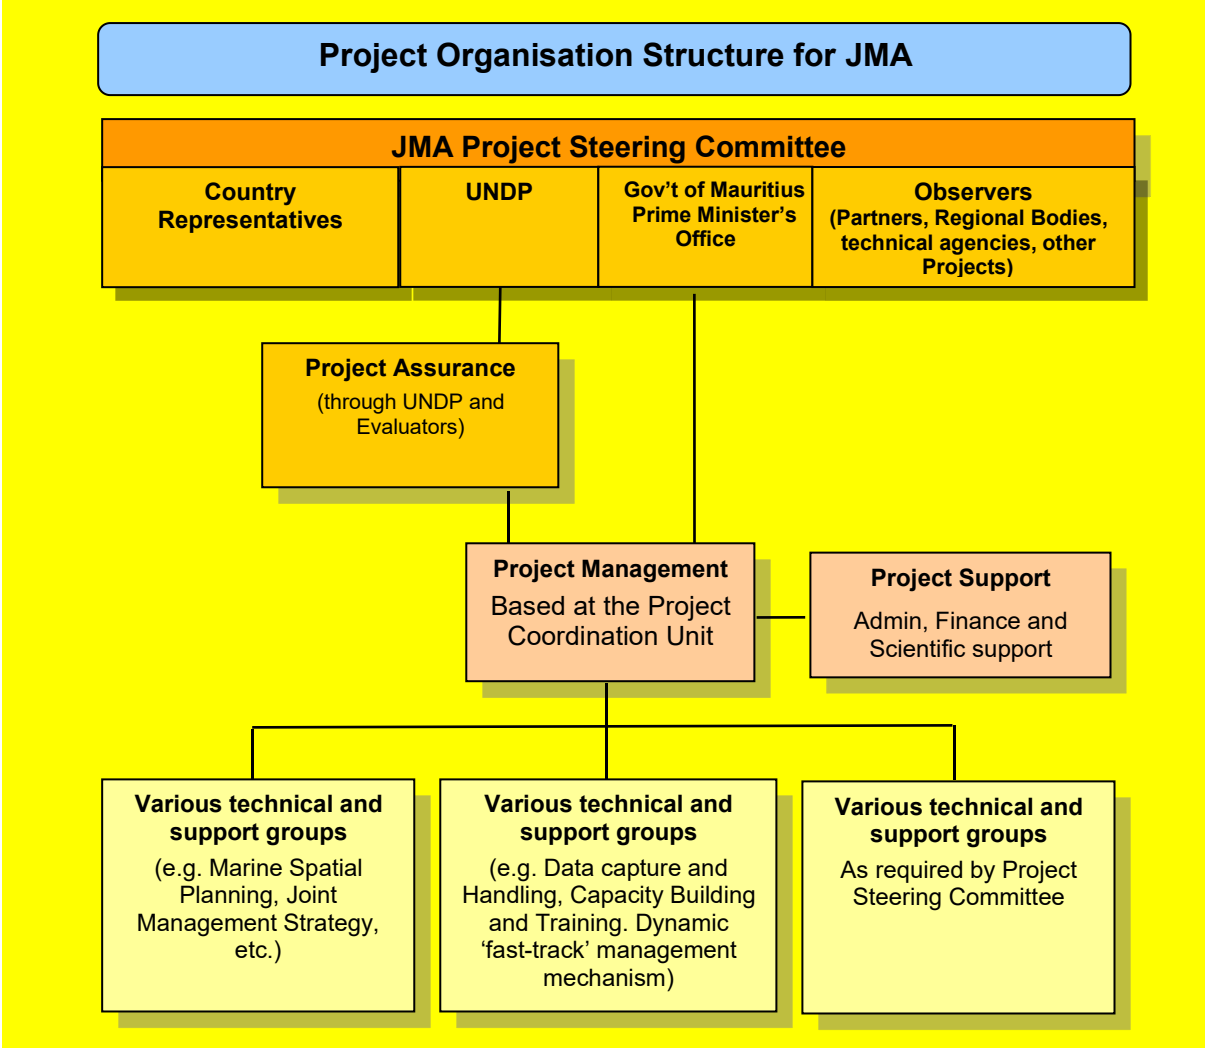 Project Organisation Structure for JMA
JMA Project Steering Committee
Country
Representatives
UNDP
Gov’t of Mauritius
Prime Minister’s
Office
Observers
(Partners, Regional Bodies,
technical agencies, other
Projects)
Project Assurance
(through UNDP and
Evaluators)
Project Management
Based at the Project
Coordination Unit
Project Support
Admin, Finance and
Scientific support
Various technical and
support groups
(e.g. Marine Spatial
Planning, Joint
Management Strategy,
etc.)
Various technical and
support groups
(e.g. Data capture and
Handling, Capacity Building
and Training. Dynamic
‘fast-track’ management
mechanism)
Various technical and
support groups
As required by Project
Steering Committee